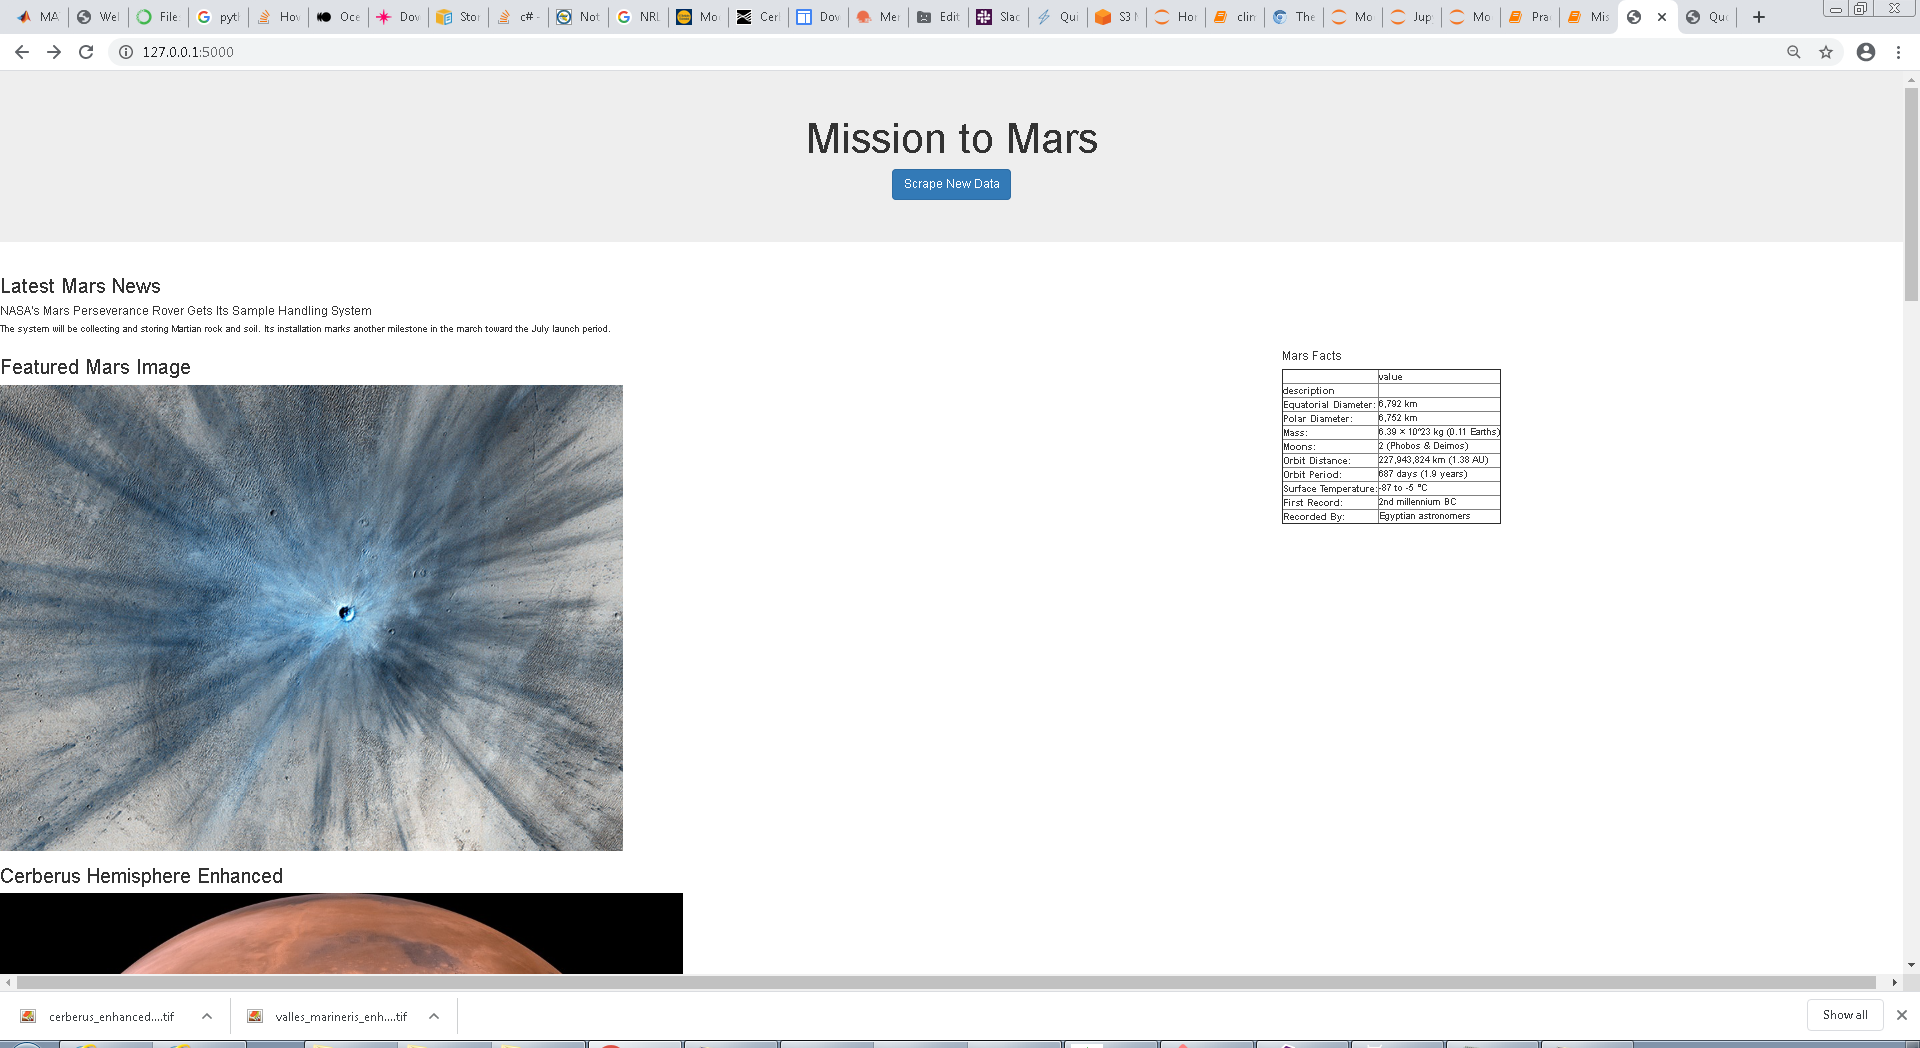 MA
Wel
File
pytl
Hov
Oce
Dov
Stor
c# -
Not
NRL
Mo
Cerl
Dov
Mer
Edit
Slac
Qui
S3 M
Hor
clin
The
Mo
Jup
Mo
Pra
Mis
Quo
127.0.0.1:5000
Mission to Mars
Scrape New Data
Latest Mars News
NASA's Mars Perseverance Rover Gets Its Sample Handling System
The system will be collecting and storing Martian rock and soil. Its installation marks another milestone in the march toward the July launch period.
Featured Mars Image
Mars Facts
value
description
Equatorial Diameter: 6,792 km
Polar Diameter: 6,752 km
Mass: 6.39 × 10^23 kg (0.11 Earths)
Moons: 2 (Phobos & Deimos)
Orbit Distance: 227,943,824 km (1.38 AU)
Orbit Period: 687 days (1.9 years)
Surface Temperature: -87 to -5 °C
First Record: 2nd millennium BC
Recorded By: Egyptian astronomers
Cerberus Hemisphere Enhanced
cerberus_enhanced....tif
valles_marineris_enh....tif
Show all